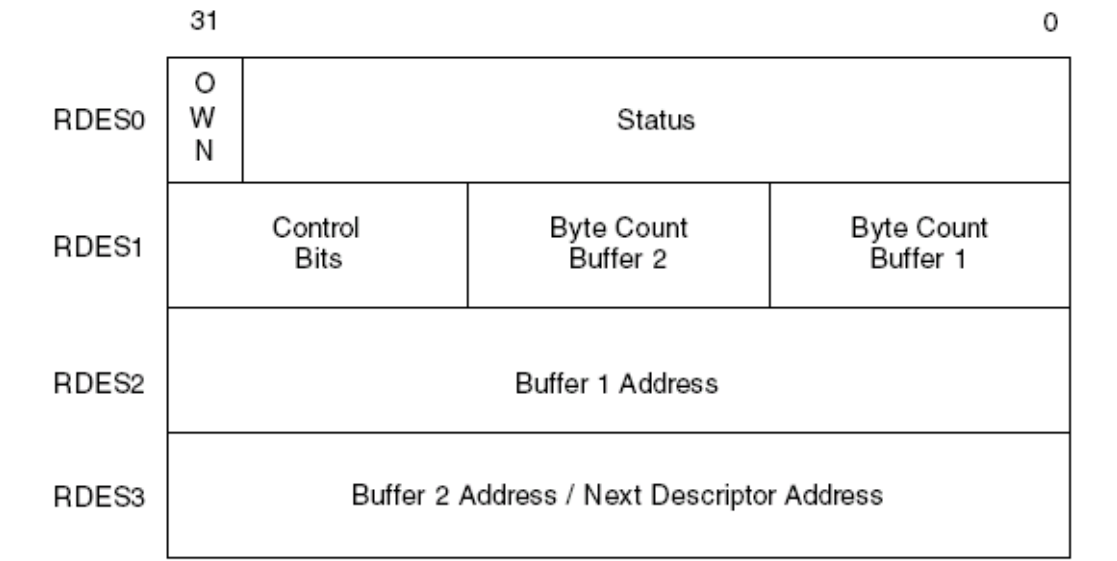 31 0
RDES0
O
W
N
Status
RDES1
Control
Bits
Byte Count
Buffer 2
Byte Count
Buffer 1
RDES2
Buffer 1 Address
RDES3
Buffer 2 Address / Next Descriptor Address